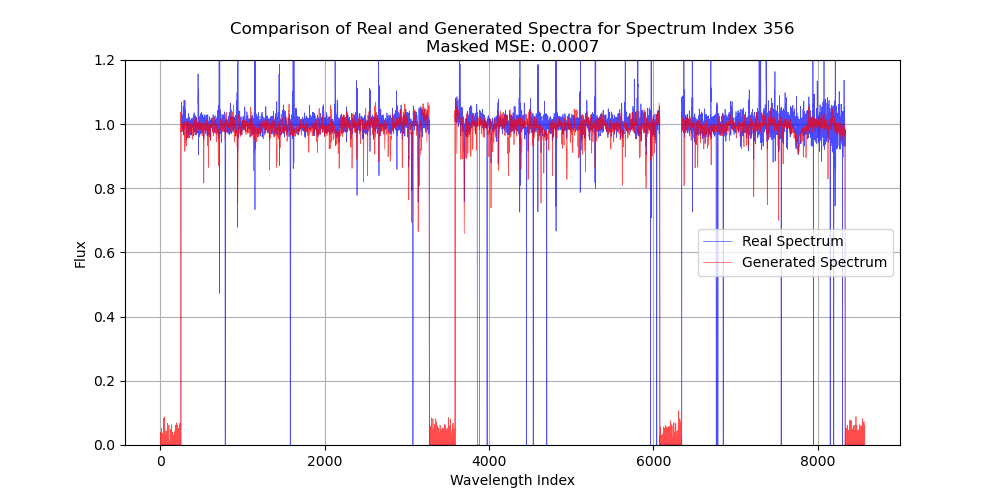 Comparison of Real and Generated Spectra for Spectrum Index 356
Masked MSE: 0.0007
1.2
1.0
0.8
0.6
0.4
0.2
0.0
Flux
Real Spectrum
Generated Spectrum
0 2000 4000 6000 8000
Wavelength Index